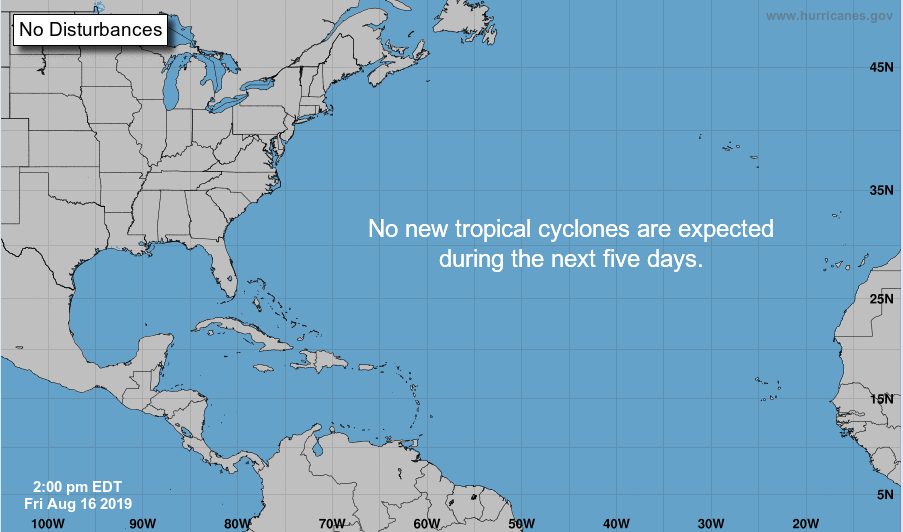 www.hurricanes.gov
No Disturbances
45N
35N
No new tropical cyclones are expected
during the next five days.
25N
15N
2:00 pm EDT
Fri Aug 16 2019
5N
100W 90W 80W 70W 60W 50W 40W 30W 20W